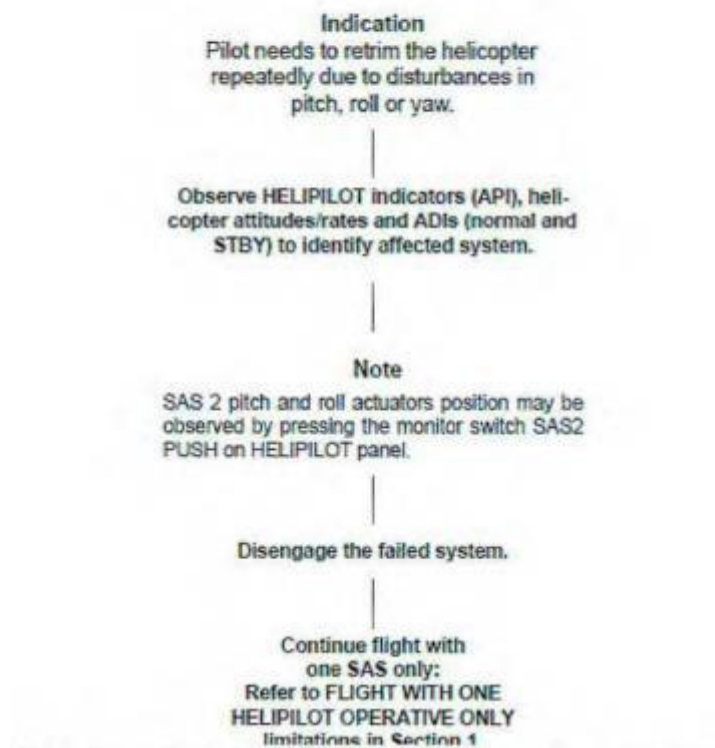 Indication
Pilot needs to retrim the helicopter
repeatedly due to disturbances in
pitch, roll or yaw.
Observe HELIPILOT indicators (API), heli-
copter attitudes/rates and ADIs (normal and
STBY) to identify affected system.
Note
SAS 2 pitch and roll actuators position may be
observed by pressing the monitor switch SAS2
PUSH on HELIPILOT panel.
Disengage the failed system.
Continue flight with
one SAS only:
Refer to FLIGHT WITH ONE
HELIPILOT OPERATIVE ONLY
limitations in Section 1